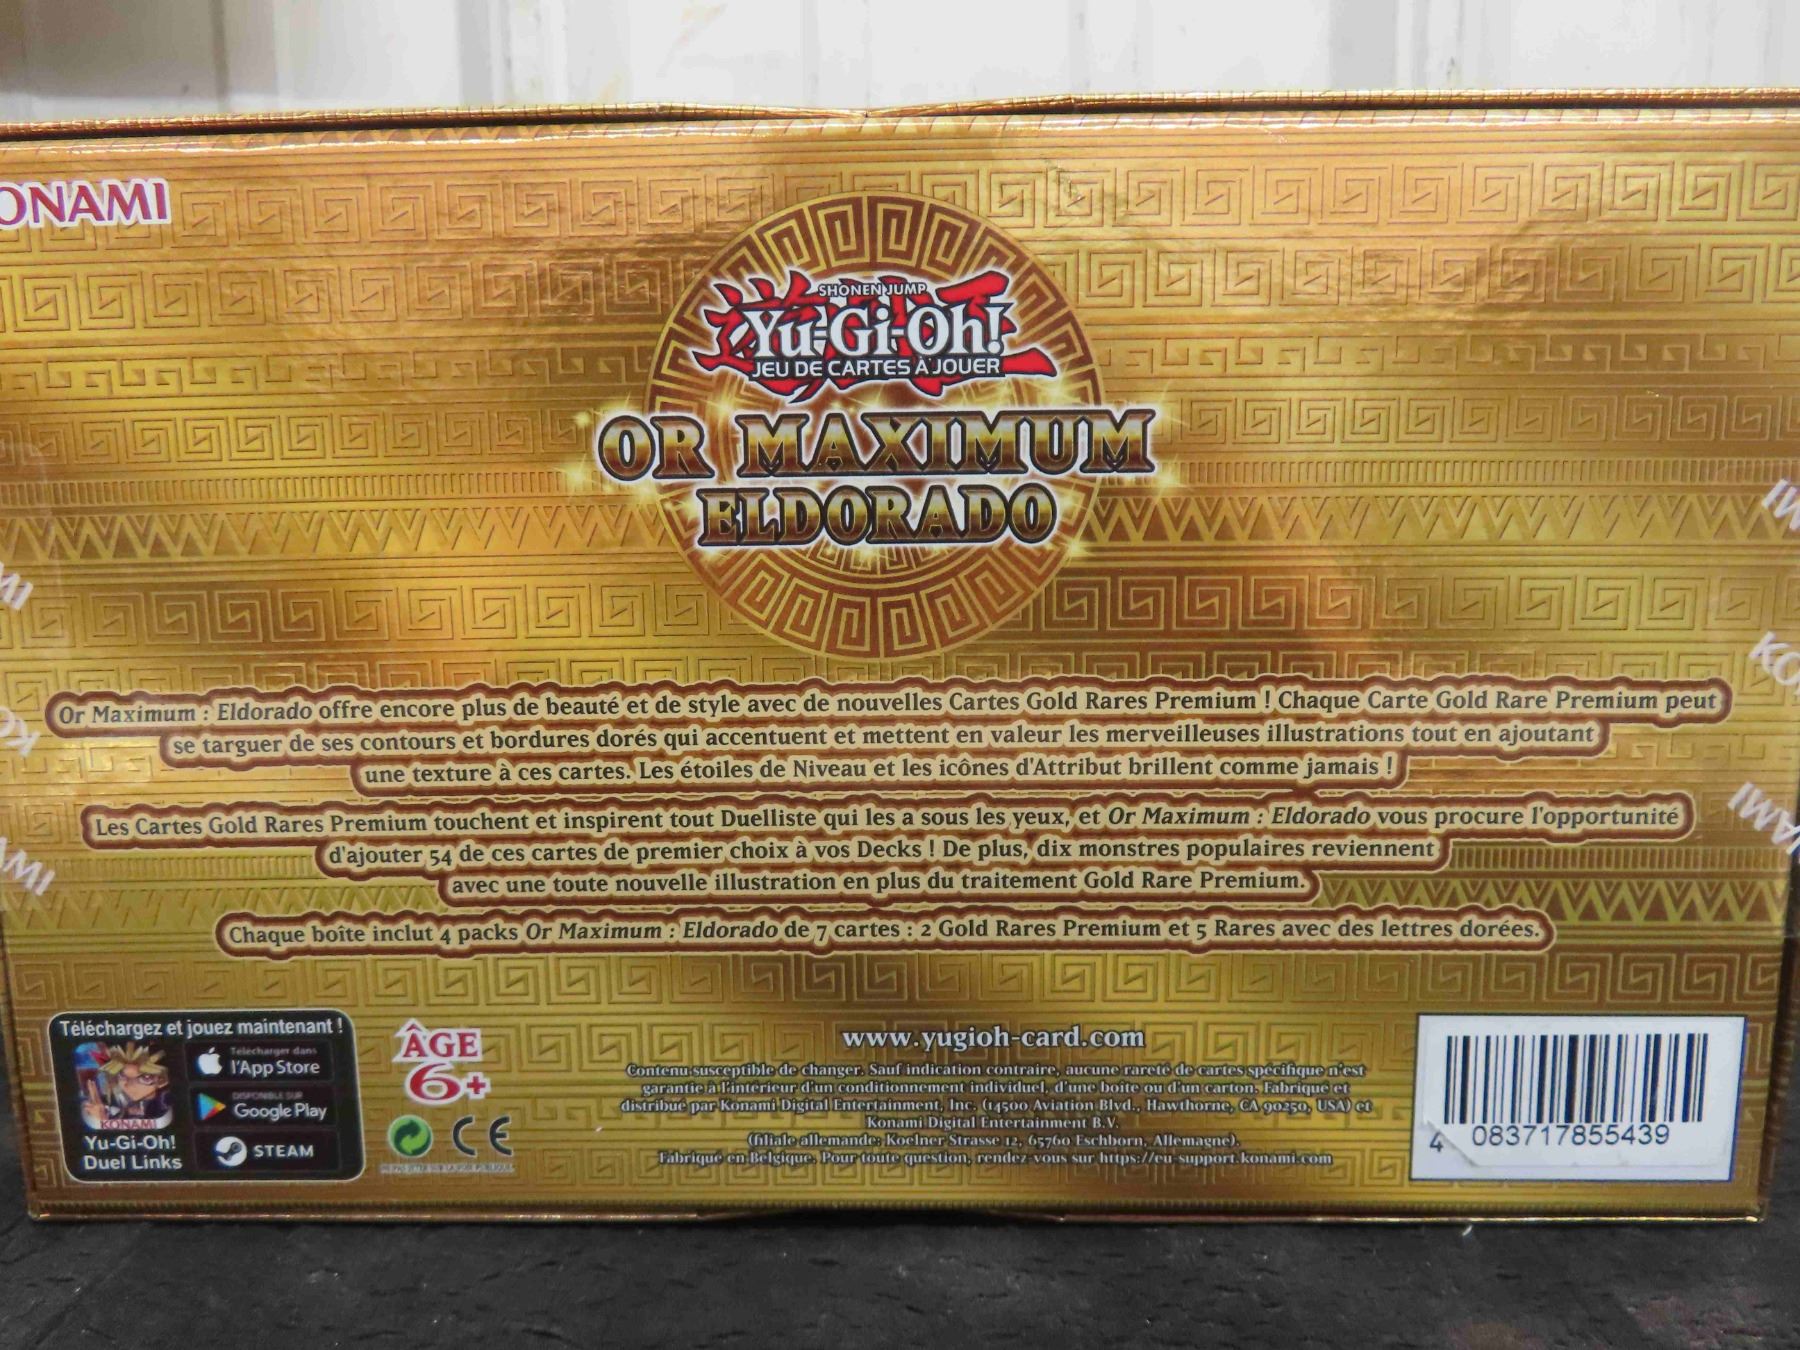 KONAMI
SHONEN JUMP
Yu-Gi-Oh!
JEU DE CARTES À JOUER
OR MAXIMUM
ELDORADO
Or Maximum : Eldorado offre encore plus de beauté et de style avec de nouvelles Cartes Gold Rares Premium ! Chaque Carte Gold Rare Premium peut
se targuer de ses contours et bordures dorés qui accentuent et mettent en valeur les merveilleuses illustrations tout en ajoutant
une texture à ces cartes. Les étoiles de Niveau et les icônes d'Attribut brillent comme jamais !
Les Cartes Gold Rares Premium touchent et inspirent tout Duelliste qui les a sous les yeux, et Or Maximum : Eldorado vous procure l'opportunité
d'ajouter 54 de ces cartes de premier choix à vos Decks ! De plus, dix monstres populaires reviennent
avec une toute nouvelle illustration en plus du traitement Gold Rare Premium.
Chaque boîte inclut 4 packs Or Maximum : Eldorado de 7 cartes : 2 Gold Rares Premium et 5 Rares avec des lettres dorées.
Téléchargez et jouez maintenant !
Télécharger dans
l'App Store
DISPONIBLE SUR
Google Play
STEAM
KONAMI
Yu-Gi-Oh!
Duel Links
ÂGE
6+
CE
www.yugioh-card.com
Contenu susceptible de changer. Sauf indication contraire, aucune rareté de cartes spécifique n'est
garantie à l'intérieur d'un conditionnement individuel, d'une boîte ou d'un carton. Fabriqué et
distribué par Konami Digital Entertainment, Inc. (14500 Aviation Blvd., Hawthorne, CA 90250, USA) et
Konami Digital Entertainment B.V.
(filiale allemande: Koelner Strasse 12, 65760 Eschborn, Allemagne).
Fabriqué en Belgique. Pour toute question, rendez-vous sur https://eu-support.konami.com
4 083717855439